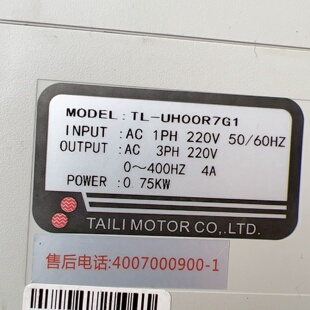 MODEL: TL-UH00R7G1
INPUT: AC 1PH 220V 50/60HZ
OUTPUT: AC 3PH 220V
0~400HZ 4A
POWER: 0 75KW
TAILI MOTOR CO,.LTD.
售后电话:4007000900-1